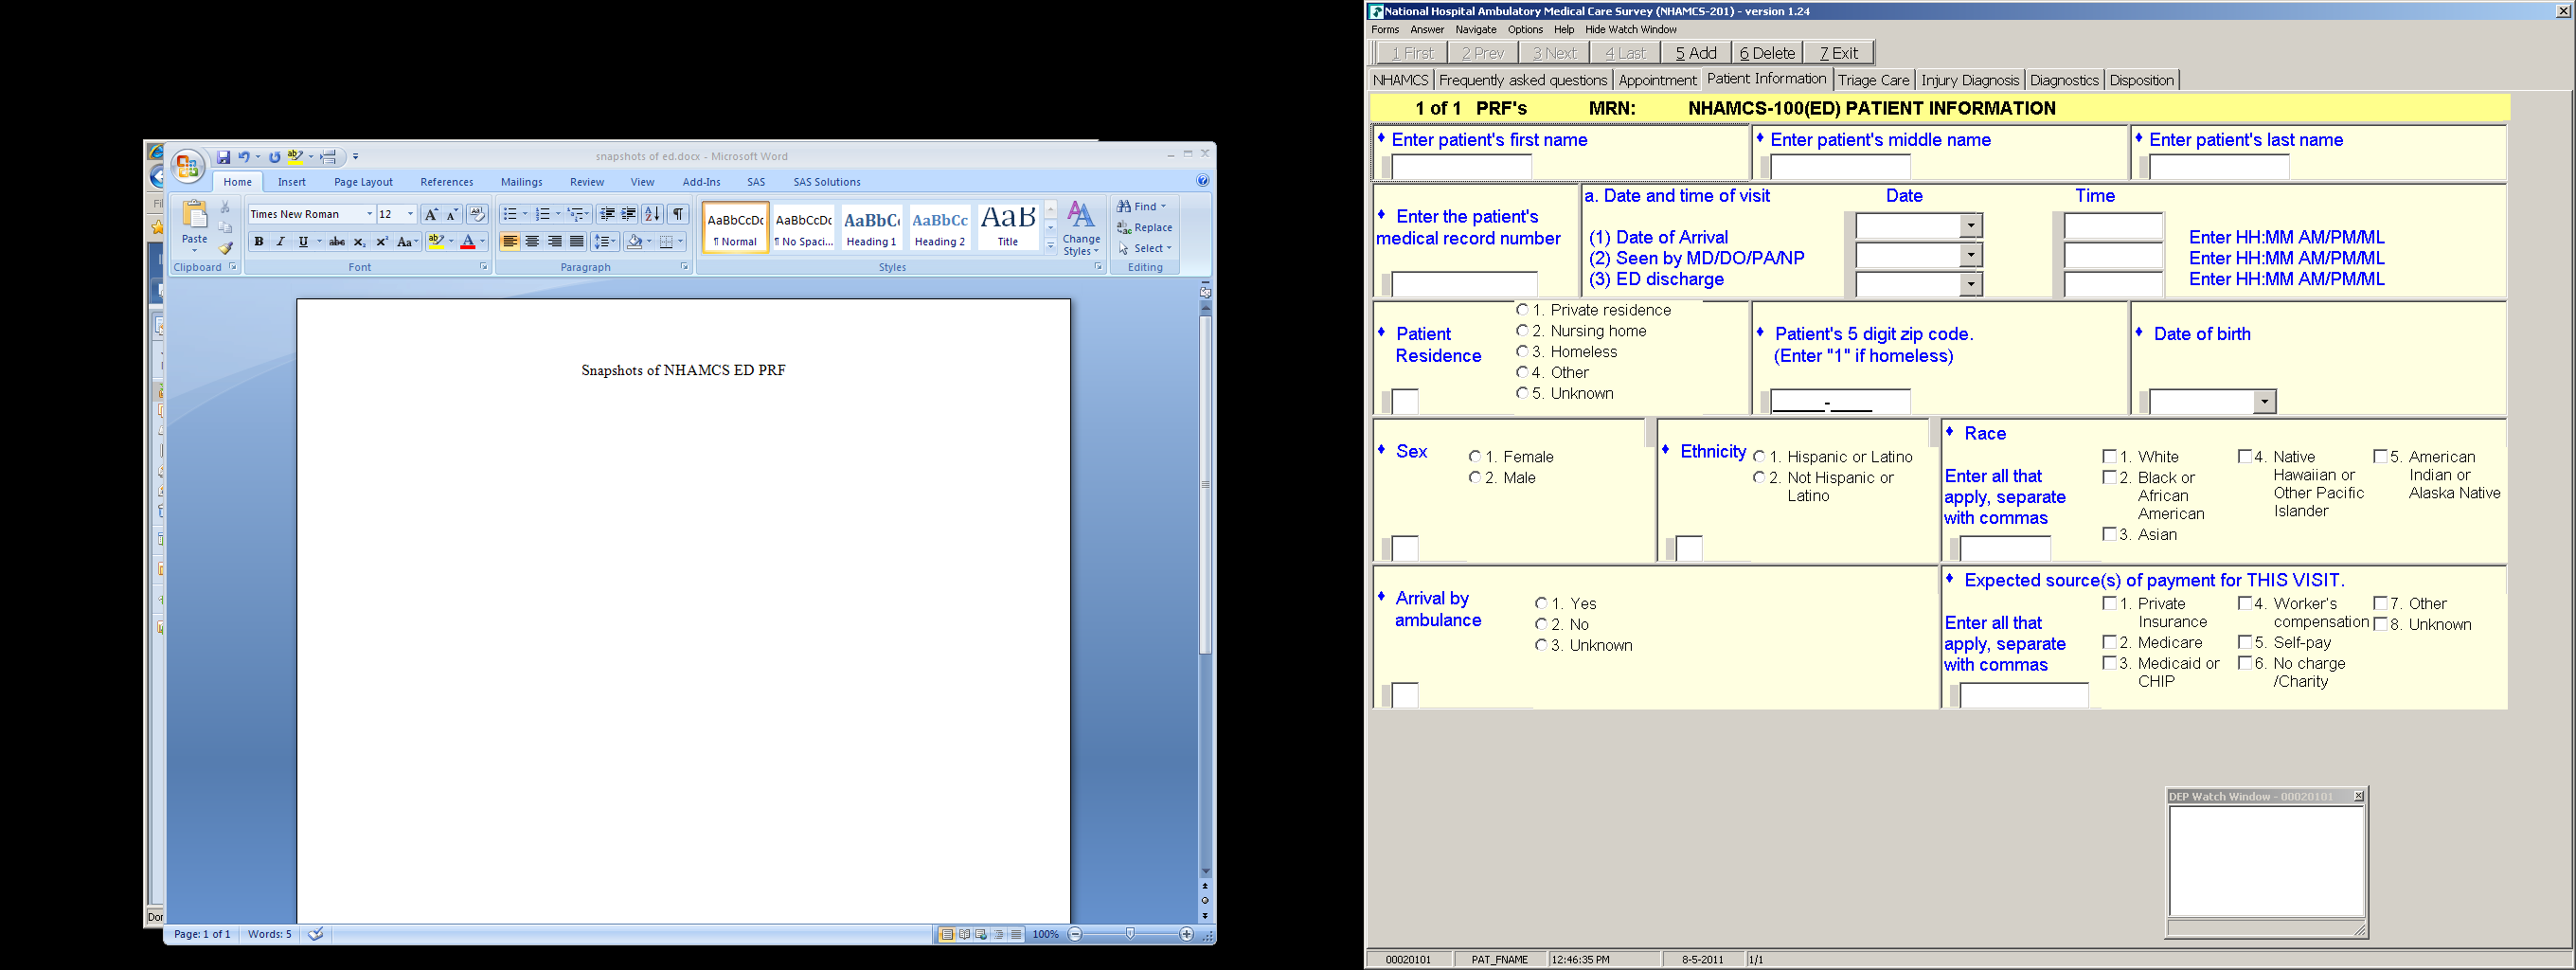 snapshots of ed.docx - Microsoft Word
Home Insert Page Layout References Mailings Review View Add-Ins SAS SAS Solutions
Fil
Paste
Clipboard
Times New Roman 12
B I U abc x₂ x² Aa
Font
Paragraph
AaBbCcDc AaBbCcDc AaBbC AaBbCc AaB
¶ Normal ¶ No Spaci... Heading 1 Heading 2 Title
Change Styles
Styles
Find
Replace
Select
Editing
Snapshots of NHAMCS ED PRF
Dor
Page: 1 of 1 Words: 5 100%
National Hospital Ambulatory Medical Care Survey (NHAMCS-201) - version 1.24
Forms Answer Navigate Options Help Hide Watch Window
1 First 2 Prev 3 Next 4 Last 5 Add 6 Delete 7 Exit
NHAMCS Frequently asked questions Appointment Patient Information Triage Care Injury Diagnosis Diagnostics Disposition
1 of 1 PRF's MRN: NHAMCS-100(ED) PATIENT INFORMATION
Enter patient's first name
Enter patient's middle name
Enter patient's last name
Enter the patient's
medical record number
a. Date and time of visit Date Time
(1) Date of Arrival Enter HH:MM AM/PM/ML
(2) Seen by MD/DO/PA/NP Enter HH:MM AM/PM/ML
(3) ED discharge Enter HH:MM AM/PM/ML
Patient
Residence
1. Private residence
2. Nursing home
3. Homeless
4. Other
5. Unknown
Patient's 5 digit zip code.
(Enter "1" if homeless)
_____-____
Date of birth
Sex
1. Female
2. Male
Ethnicity
1. Hispanic or Latino
2. Not Hispanic or
Latino
Race
Enter all that
apply, separate
with commas
1. White
2. Black or
African
American
3. Asian
4. Native
Hawaiian or
Other Pacific
Islander
5. American
Indian or
Alaska Native
Arrival by
ambulance
1. Yes
2. No
3. Unknown
Expected source(s) of payment for THIS VISIT.
Enter all that
apply, separate
with commas
1. Private
Insurance
2. Medicare
3. Medicaid or
CHIP
4. Worker's
compensation
5. Self-pay
6. No charge
/Charity
7. Other
8. Unknown
DEP Watch Window - 00020101
00020101 PAT_FNAME 12:46:35 PM 8-5-2011 1/1